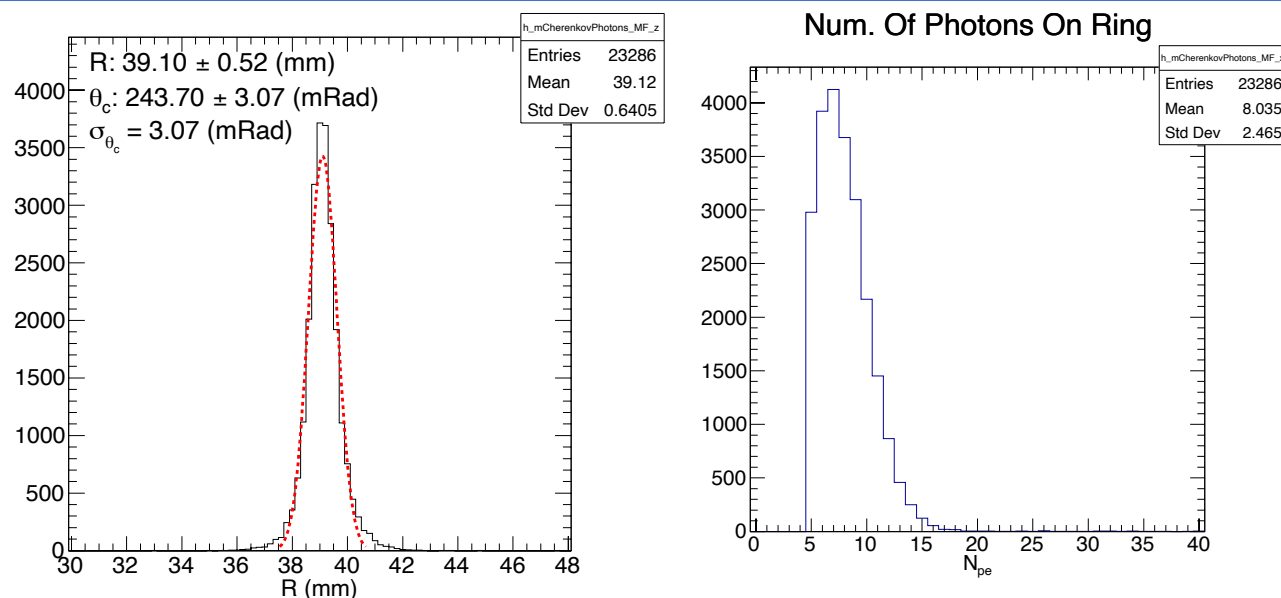 h_mCherenkovPhotons_MF_z
Entries 23286
Mean 39.12
Std Dev 0.6405
R: 39.10 ± 0.52 (mm)
θc: 243.70 ± 3.07 (mRad)
σθc = 3.07 (mRad)
4000
3500
3000
2500
2000
1500
1000
500
0
30 32 34 36 38 40 42 44 46 48
R (mm)
Num. Of Photons On Ring
h_mCherenkovPhotons_MF_
Entries 23286
Mean 8.035
Std Dev 2.465
4000
3500
3000
2500
2000
1500
1000
500
0
0 5 10 15 20 25 30 35 40
Npe